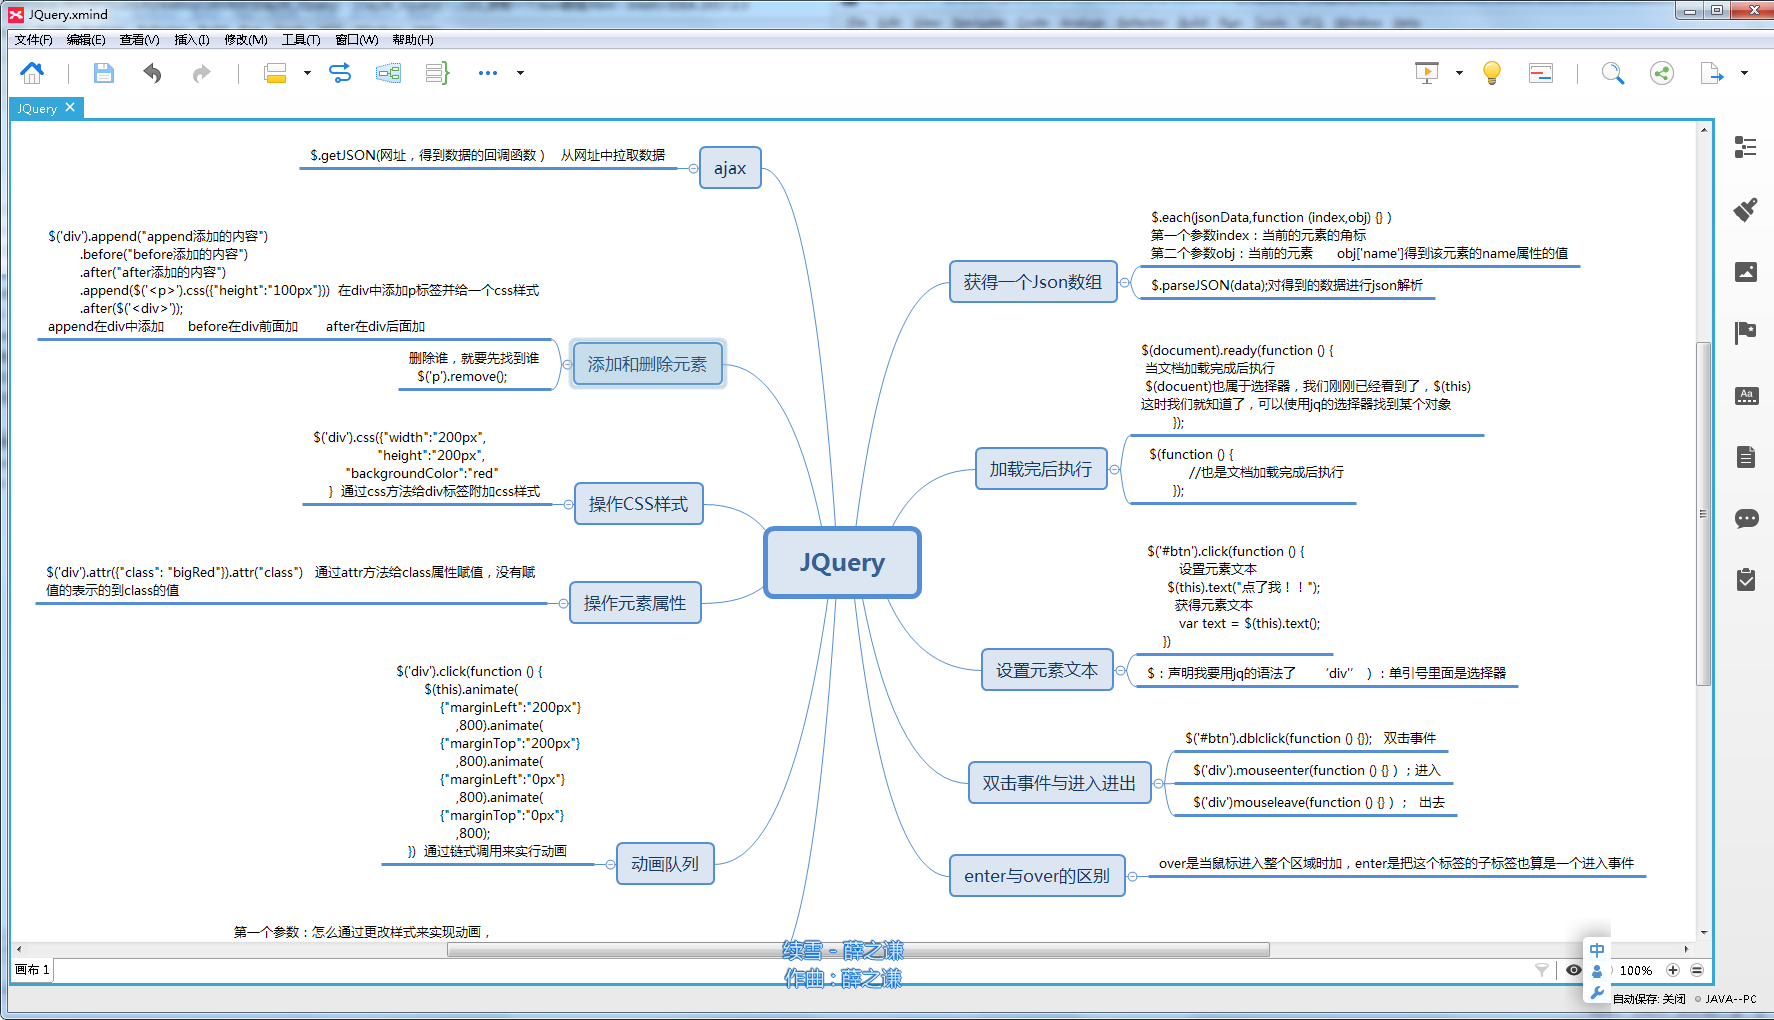 JQuery.xmind
文件(F) 编辑(E) 查看(V) 插入(I) 修改(M) 工具(T) 窗口(W) 帮助(H)
JQuery
$.getJSON(网址，得到数据的回调函数） 从网址中拉取数据
ajax
$('div').append("append添加的内容")
.before("before添加的内容")
.after("after添加的内容")
.append($('<p>').css({"height":"100px"})) 在div中添加p标签并给一个css样式
.after($('<div>'));
append在div中添加 before在div前面加 after在div后面加
删除谁，就要先找到谁
$('p').remove();
添加和删除元素
$('div').css({"width":"200px",
"height":"200px",
"backgroundColor":"red"
} 通过css方法给div标签附加css样式
操作CSS样式
$('div').attr({"class": "bigRed"}).attr("class") 通过attr方法给class属性赋值，没有赋
值的表示的到class的值
操作元素属性
$('div').click(function () {
$(this).animate(
{"marginLeft":"200px"}
,800).animate(
{"marginTop":"200px"}
,800).animate(
{"marginLeft":"0px"}
,800).animate(
{"marginTop":"0px"}
,800);
}) 通过链式调用来实行动画
动画队列
第一个参数：怎么通过更改样式来实现动画，
JQuery
$.each(jsonData,function (index,obj) {} )
第一个参数index：当前的元素的角标
第二个参数obj：当前的元素 obj['name']得到该元素的name属性的值
$.parseJSON(data);对得到的数据进行json解析
获得一个Json数组
$(document).ready(function () {
当文档加载完成后执行
$(docuent)也属于选择器，我们刚刚已经看到了，$(this)
这时我们就知道了，可以使用jq的选择器找到某个对象
});
$(function () {
//也是文档加载完成后执行
});
加载完后执行
$('#btn').click(function () {
设置元素文本
$(this).text("点了我！！");
获得元素文本
var text = $(this).text();
})
$：声明我要用jq的语法了 ‘div’’ ）：单引号里面是选择器
设置元素文本
$('#btn').dblclick(function () {}); 双击事件
$('div').mouseenter(function () {} ) ；进入
$('div')mouseleave(function () {} ) ； 出去
双击事件与进入进出
over是当鼠标进入整个区域时加，enter是把这个标签的子标签也算是一个进入事件
enter与over的区别
续雪 - 薛之谦
作曲 : 薛之谦
画布 1
中
100%
自动保存: 关闭 JAVA--PC